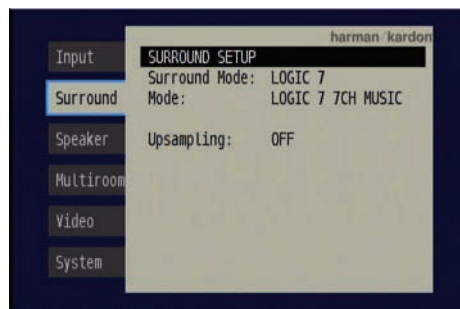 harman/kardon
Input
Surround
Speaker
Multiroom
Video
System
SURROUND SETUP
Surround Mode: LOGIC 7
Mode: LOGIC 7 7CH MUSIC
Upsampling: OFF